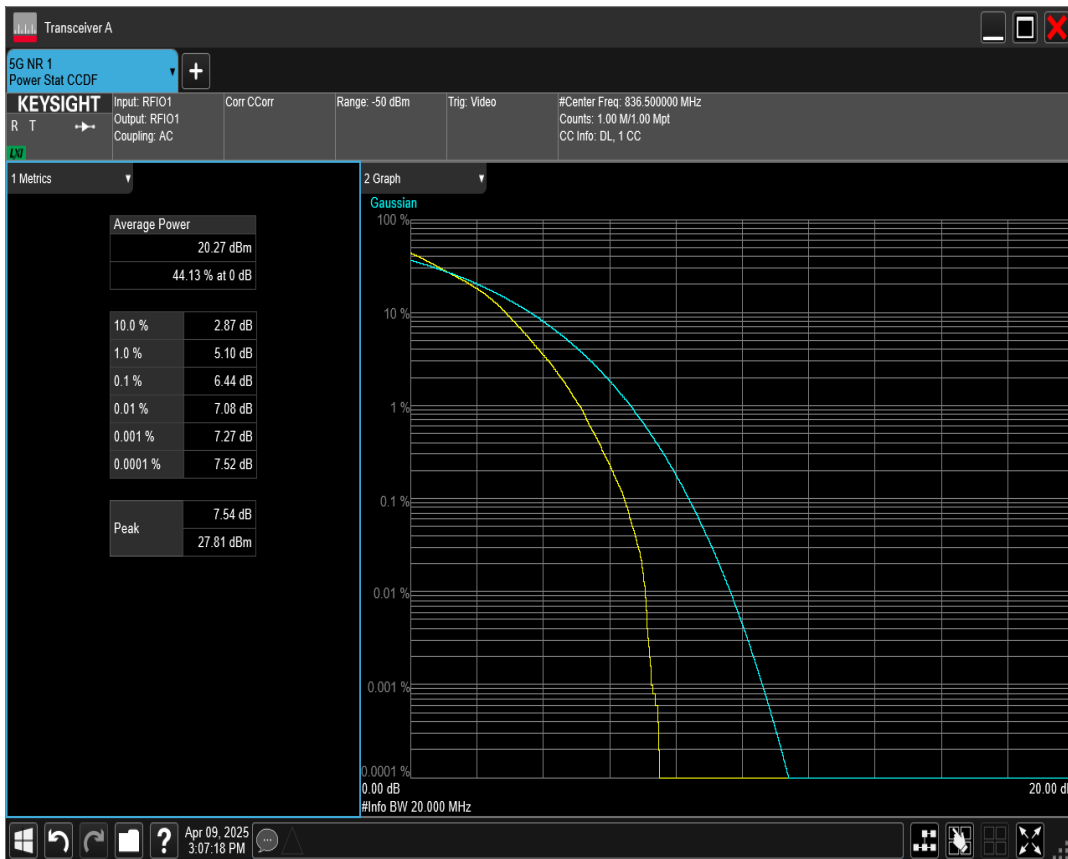 Transceiver A
5G NR 1
Power Stat CCDF
KEYSIGHT
R T
LXI
Input: RFIO1
Output: RFIO1
Coupling: AC
Corr CCorr
Range: -50 dBm
Trig: Video
#Center Freq: 836.500000 MHz
Counts: 1.00 M/1.00 Mpt
CC Info: DL, 1 CC
1 Metrics
Average Power
20.27 dBm
44.13 % at 0 dB
10.0 % 2.87 dB
1.0 % 5.10 dB
0.1 % 6.44 dB
0.01 % 7.08 dB
0.001 % 7.27 dB
0.0001 % 7.52 dB
Peak
7.54 dB
27.81 dBm
2 Graph
Gaussian
100 %
10 %
1 %
0.1 %
0.01 %
0.001 %
0.0001 %
0.00 dB
20.00 d
#Info BW 20.000 MHz
Apr 09, 2025
3:07:18 PM